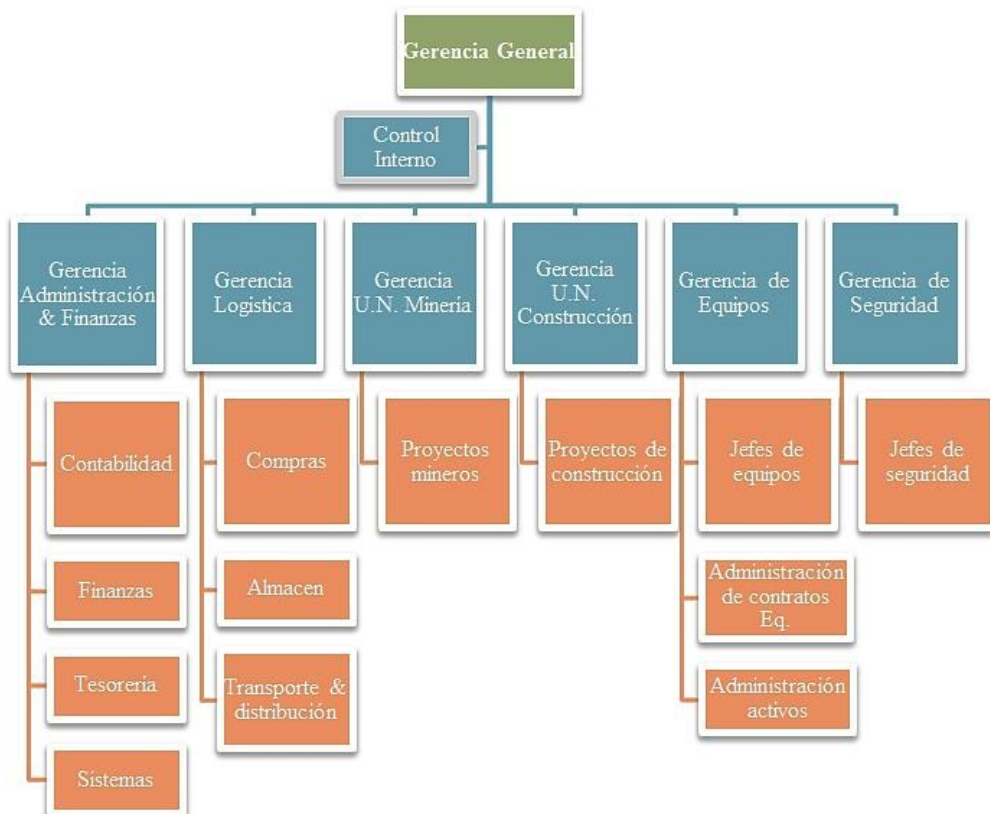 Gerencia General
Control
Interno
Gerencia
Administración
& Finanzas
Gerencia
Logistica
Gerencia
U.N. Minería
Gerencia
U.N.
Construcción
Gerencia de
Equipos
Gerencia de
Seguridad
Contabilidad
Compras
Proyectos
mineros
Proyectos de
construcción
Jefes de
equipos
Jefes de
seguridad
Finanzas
Almacen
Administración
de contratos
Eq.
Tesorería
Transporte &
distribución
Administración
activos
Sistemas